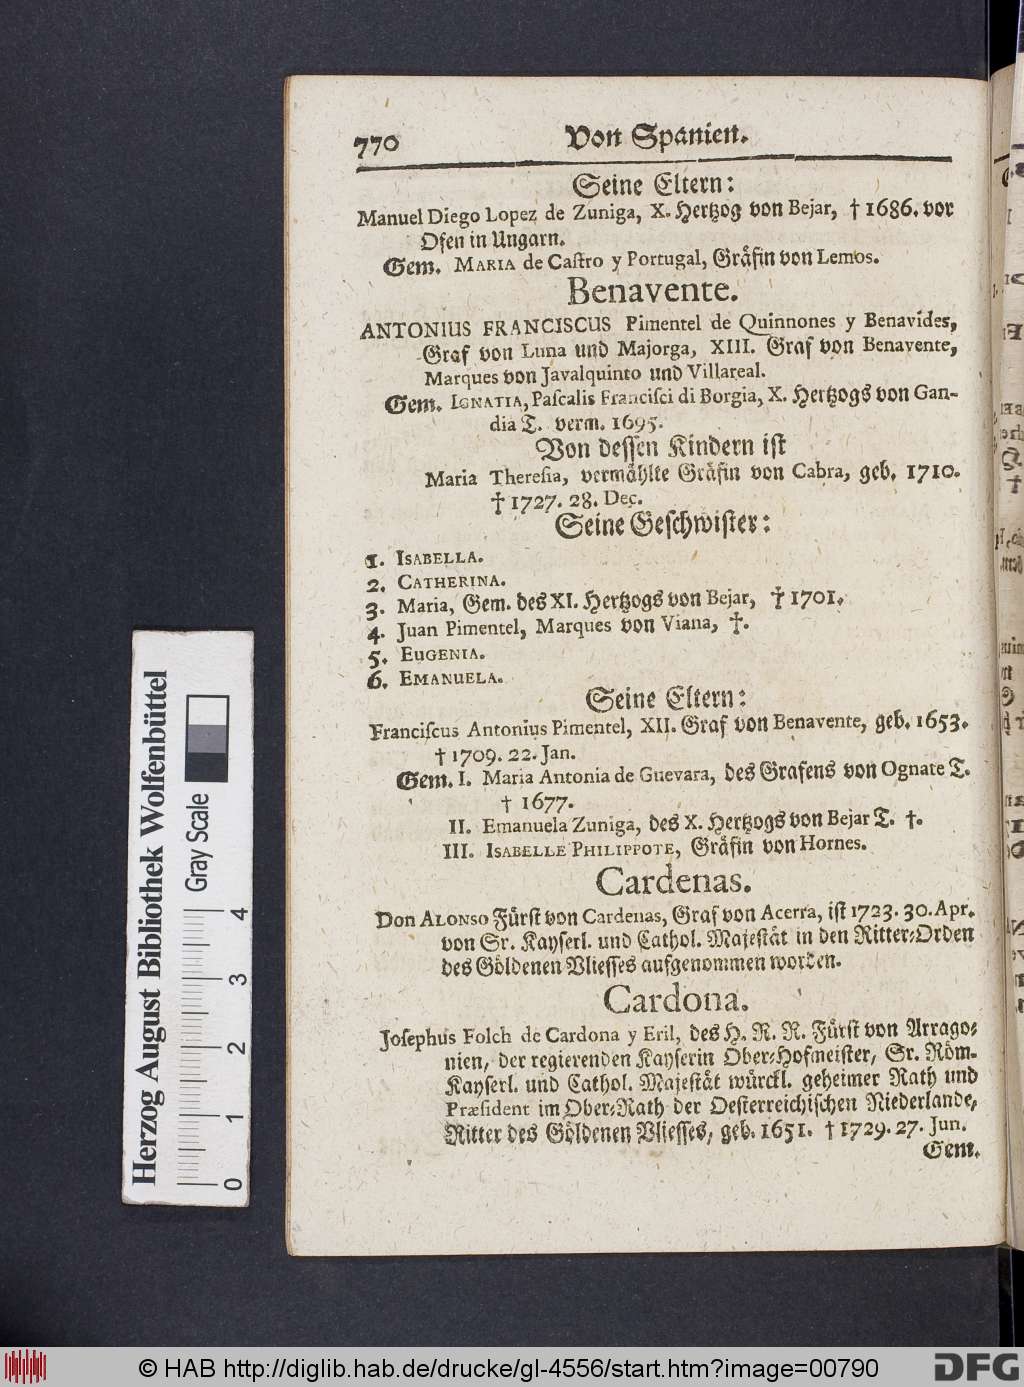 770 Von Spanien.
Seine Eltern:
Manuel Diego Lopez de Zuniga, X. Hertzog von Bejar, † 1686. vor
Ofen in Ungarn.
Gem. MARIA de Caſtro y Portugal, Gräfin von Lemos.
Benavente.
ANTONIUS FRANCISCUS Pimentel de Quinnones y Benavides,
Graf von Luna und Majorga, XIII. Graf von Benavente,
Marques von Javalquinto und Villareal.
Gem. IGNATIA, Paſcalis Franciſci di Borgia, X. Hertzogs von Gan-
dia T. verm. 1695.
Von deſſen Kindern iſt
Maria Thereſia, vermählte Gräfin von Cabra, geb. 1710.
† 1727. 28. Dec.
Seine Geſchwiſter:
1. ISABELLA.
2. CATHERINA.
3. Maria, Gem. des XI. Hertzogs von Bejar, † 1701.
4. Juan Pimentel, Marques von Viana, †.
5. EUGENIA.
6. EMANUELA.
Seine Eltern:
Franciſcus Antonius Pimentel, XII. Graf von Benavente, geb. 1653.
† 1709. 22. Jan.
Gem. I. Maria Antonia de Guevara, des Grafens von Ognate T.
† 1677.
II. Emanuela Zuniga, des X. Hertzogs von Bejar T. †.
III. ISABELLE PHILIPPOTE, Gräfin von Hornes.
Cardenas.
Don ALONSO Fürſt von Cardenas, Graf von Acerra, iſt 1723. 30. Apr.
von Sr. Kayſerl. und Cathol. Majeſtät in den Ritter-Orden
des Göldenen Vlieſſes aufgenommen worden.
Cardona.
Joſephus Folch de Cardona y Eril, des H. R. R. Fürſt von Arrago-
nien, der regierenden Kayſerin Ober-Hofmeiſter, Sr. Röm.
Kayſerl. und Cathol. Majeſtät würckl. geheimer Rath und
Præſident im Ober-Rath der Oeſterreichiſchen Niederlande,
Ritter des Göldenen Vlieſſes, geb. 1651. † 1729. 27. Jun.
Gem.
Herzog August Bibliothek Wolfenbüttel
Gray Scale
0 1 2 3 4
© HAB http://diglib.hab.de/drucke/gl-4556/start.htm?image=00790
DFG